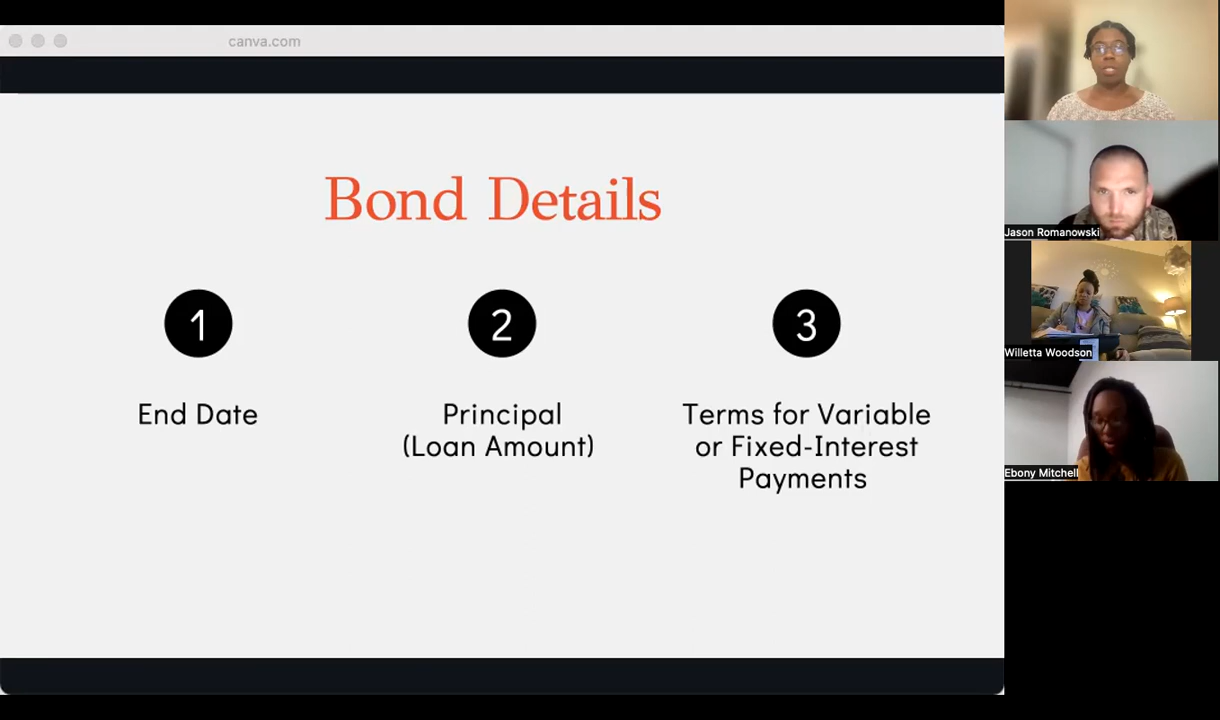 canva.com
Bond Details
1
2
3
End Date
Principal
(Loan Amount)
Terms for Variable
or Fixed-Interest
Payments
Jason Romanowski
Willetta Woodson
Ebony Mitchell